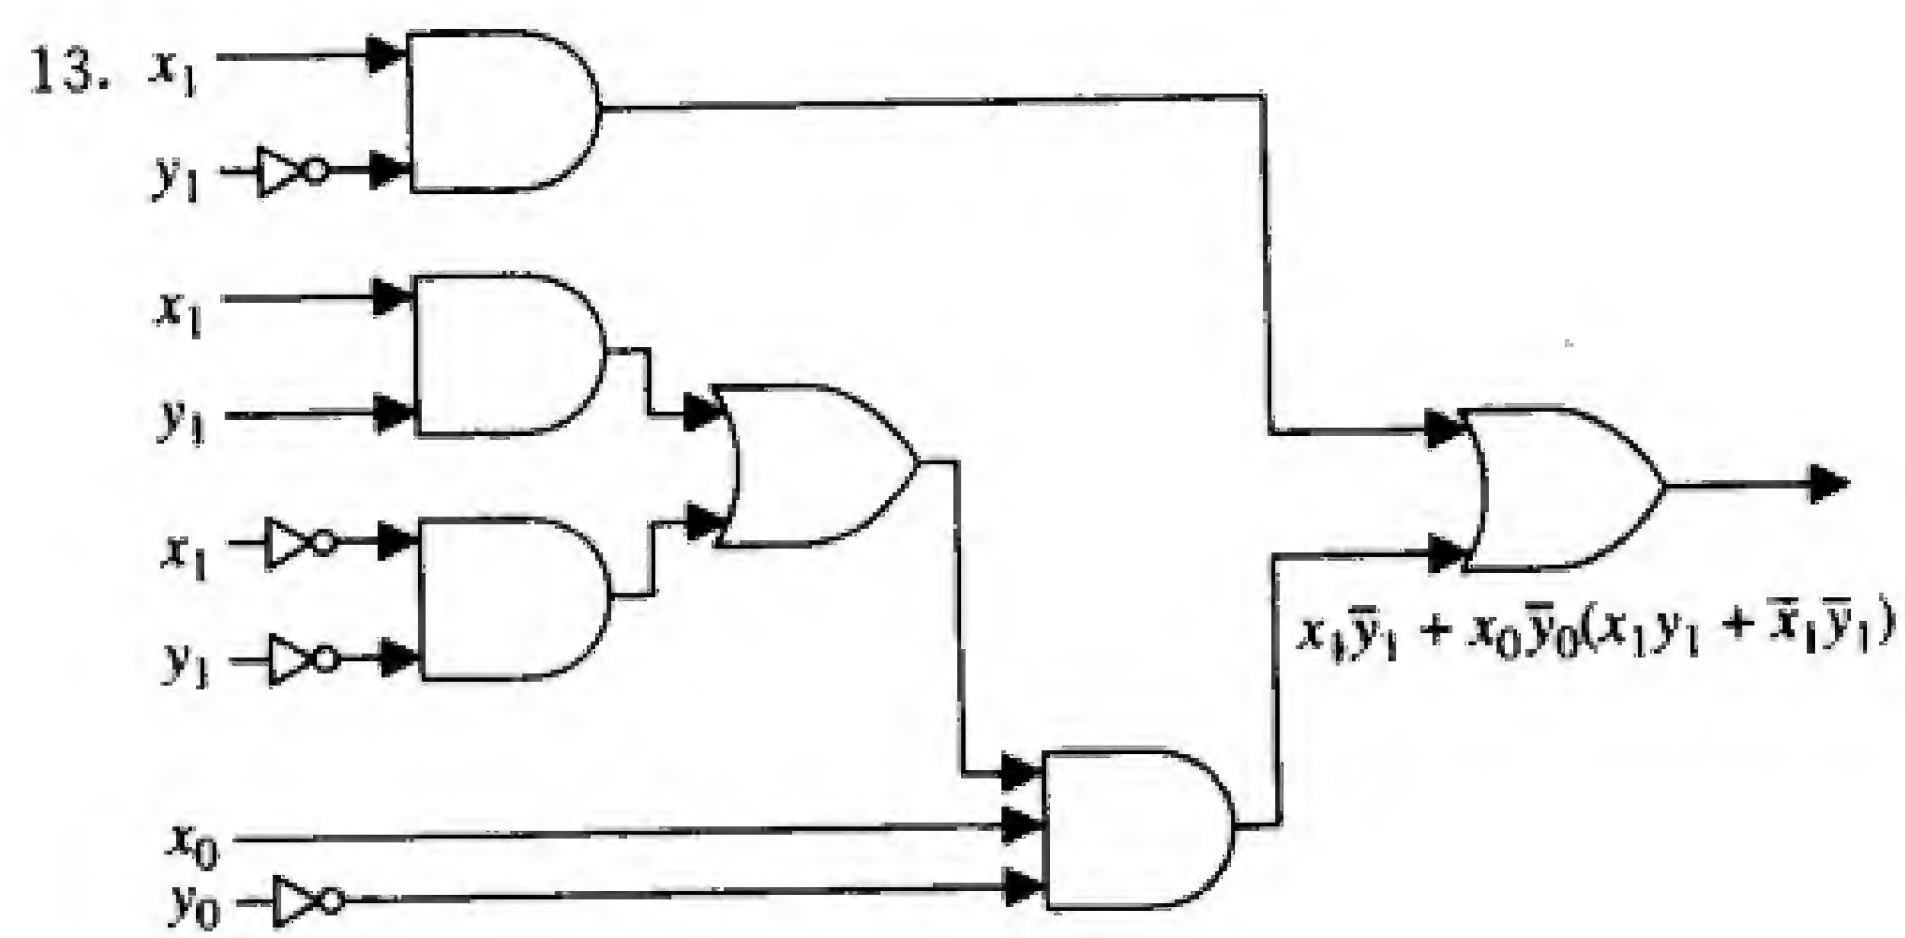 13. x₁
y₁
x₁
y₁
x₁
y₁
x₀
y₀
x₁y̅₁ + x₀y̅₀(x₁y₁ + x̅₁y̅₁)